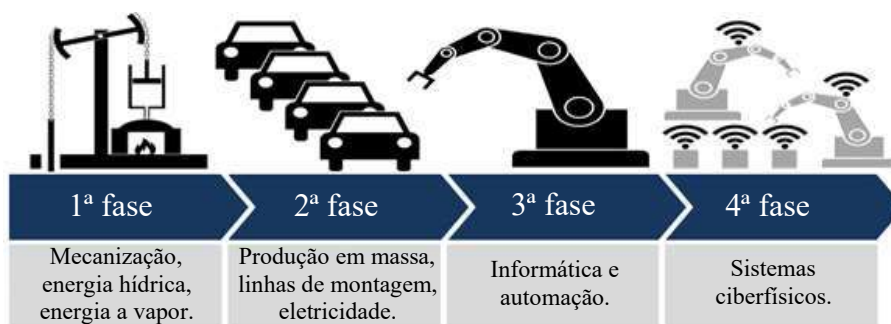 1ª fase
2ª fase
3ª fase
4ª fase
Mecanização,
energia hídrica,
energia a vapor.
Produção em massa,
linhas de montagem,
eletricidade.
Informática e
automação.
Sistemas
ciberfísicos.